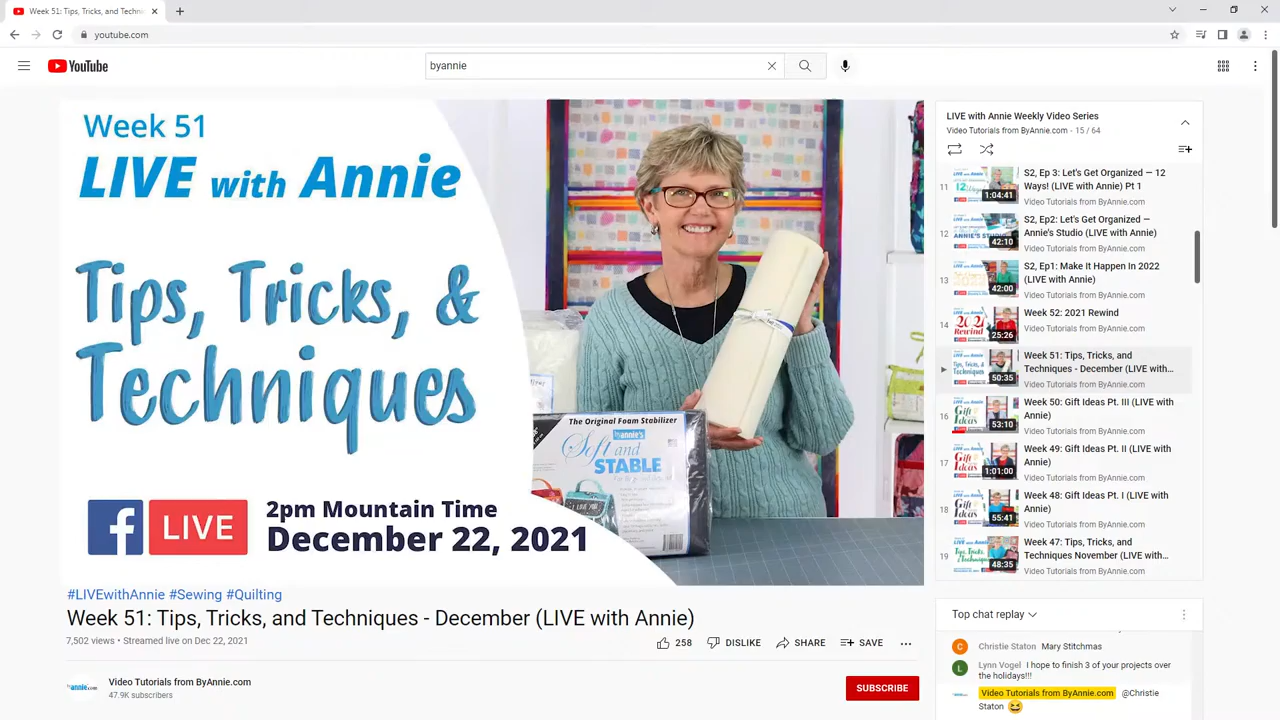 Week 51: Tips, Tricks, and Techni
youtube.com
YouTube
byannie
Week 51
LIVE with Annie
Tips, Tricks, &
Techniques
The Original Foam Stabilizer
byannie's
Soft and
STABLE
LIVE
2pm Mountain Time
December 22, 2021
#LIVEwithAnnie #Sewing #Quilting
Week 51: Tips, Tricks, and Techniques - December (LIVE with Annie)
7,502 views • Streamed live on Dec 22, 2021
258
DISLIKE
SHARE
SAVE
byannie.com
Video Tutorials from ByAnnie.com
47.9K subscribers
SUBSCRIBE
LIVE with Annie Weekly Video Series
Video Tutorials from ByAnnie.com - 15 / 64
11
1:04:41
S2, Ep 3: Let's Get Organized — 12
Ways! (LIVE with Annie) Pt 1
Video Tutorials from ByAnnie.com
12
42:10
S2, Ep2: Let's Get Organized —
Annie's Studio (LIVE with Annie)
Video Tutorials from ByAnnie.com
13
42:00
S2, Ep1: Make It Happen In 2022
(LIVE with Annie)
Video Tutorials from ByAnnie.com
14
2021
Rewind
25:26
Week 52: 2021 Rewind
Video Tutorials from ByAnnie.com
50:35
Week 51: Tips, Tricks, and
Techniques - December (LIVE with...
Video Tutorials from ByAnnie.com
16
Gift
Ideas
53:10
Week 50: Gift Ideas Pt. III (LIVE with
Annie)
Video Tutorials from ByAnnie.com
17
Gift
Ideas
1:01:00
Week 49: Gift Ideas Pt. II (LIVE with
Annie)
Video Tutorials from ByAnnie.com
18
Gift
Ideas
55:41
Week 48: Gift Ideas Pt. I (LIVE with
Annie)
Video Tutorials from ByAnnie.com
19
48:35
Week 47: Tips, Tricks, and
Techniques November (LIVE with...
Video Tutorials from ByAnnie.com
Top chat replay
C
Christie Staton Mary Stitchmas
L
Lynn Vogel I hope to finish 3 of your projects over
the holidays!!!
Video Tutorials from ByAnnie.com @Christie
Staton